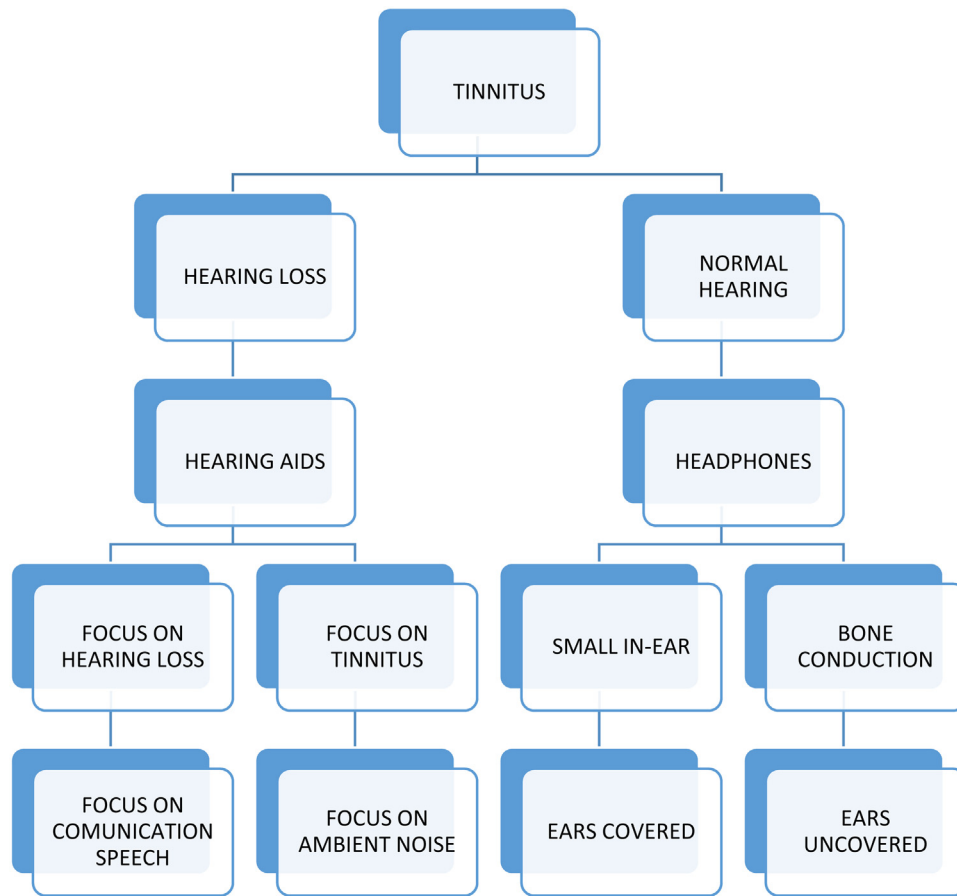 TINNITUS
HEARING LOSS
NORMAL
HEARING
HEARING AIDS
HEADPHONES
FOCUS ON
HEARING LOSS
FOCUS ON
TINNITUS
SMALL IN-EAR
BONE
CONDUCTION
FOCUS ON
COMUNICATION
SPEECH
FOCUS ON
AMBIENT NOISE
EARS COVERED
EARS
UNCOVERED